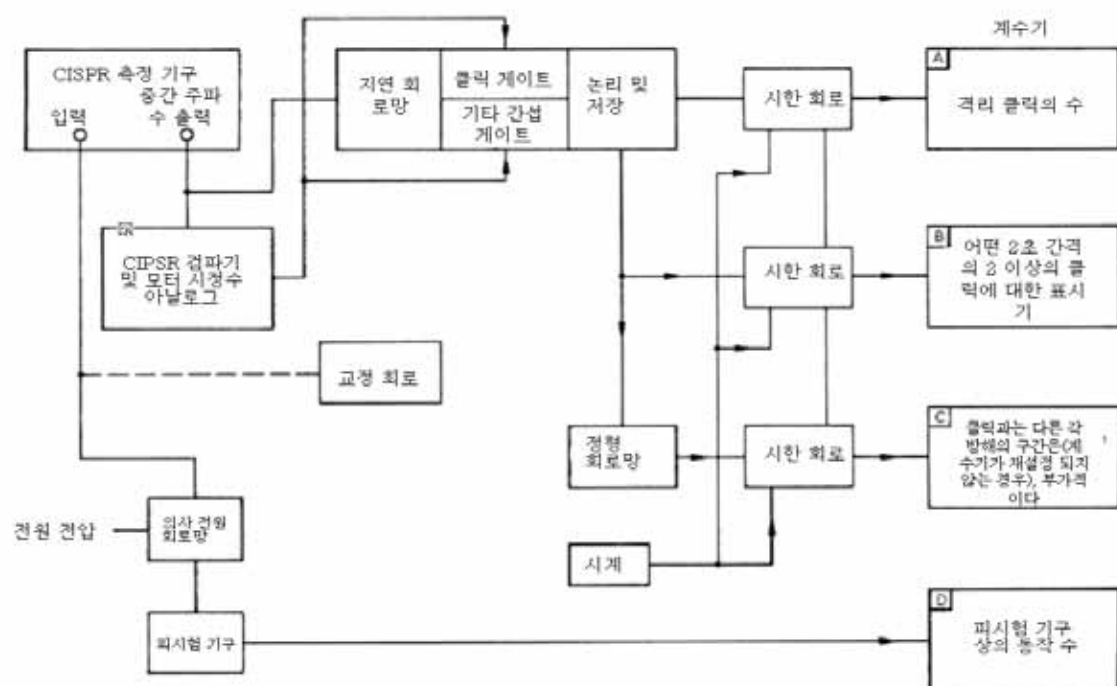 계수기
CISPR 측정 기구
중간 주파
수 출력
입력
지연 회
로망
클릭 게이트
기타 간섭
게이트
논리 및
저장
시한 회로
A
격리 클릭의 수
CIPSR 검파기
및 모터 시정수
아날로그
시한 회로
B
어떤 2초 간격
의 2 이상의 클
릭에 대한 표시
기
교정 회로
정형
회로망
시한 회로
C
클릭과는 다른 각
방해의 구간은(계
수기가 재설정 되지
않는 경우), 부가적
이다
전원 전압
의사 전원
회로망
시계
피시험 기구
D
피시험 기구
상의 동작 수